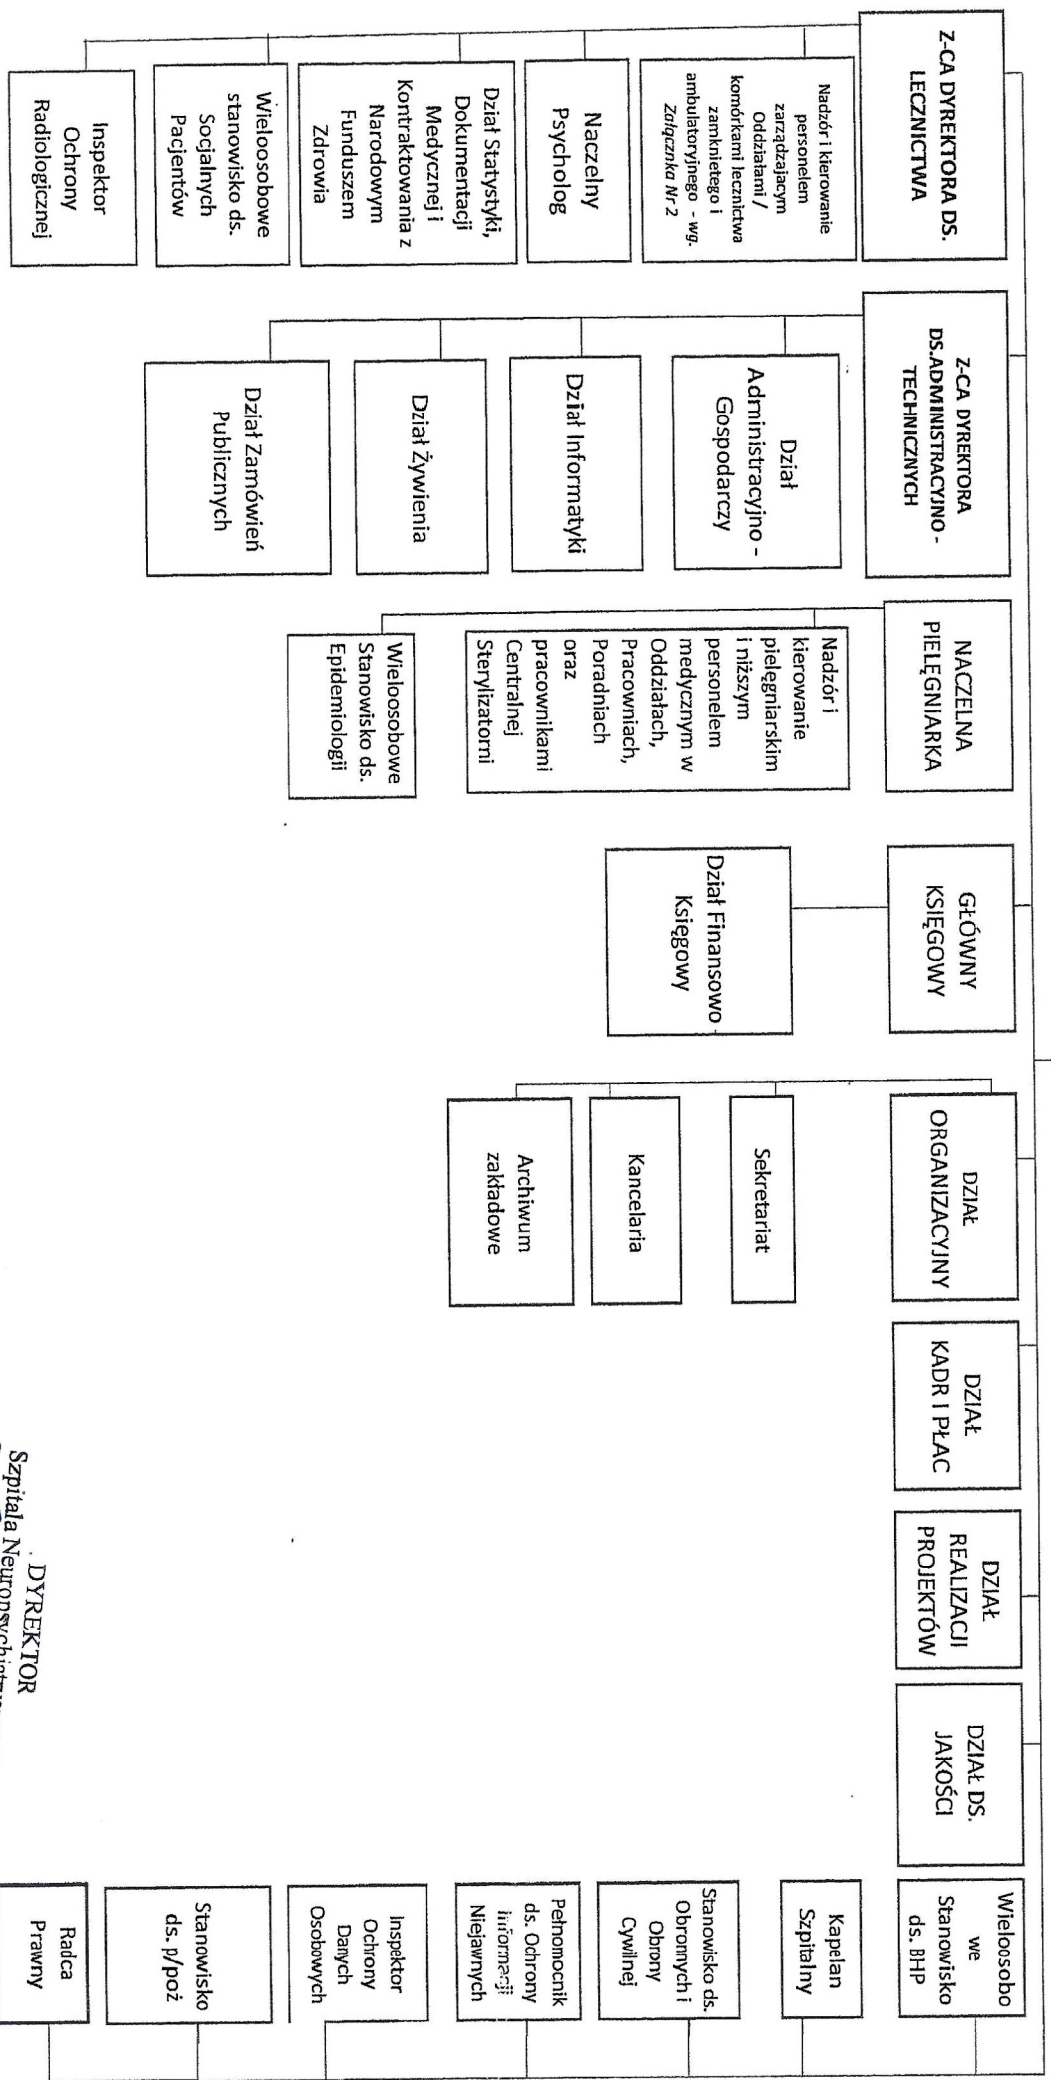 Z-CA DYREKTORA DS.
LECZNICTWA
Nadzór i kierowanie
personelem
zarządzajacym
Oddziałami /
komórkami lecznictwa
zamknietego i
ambulatoryjnego - wg.
Załącznka Nr 2
Naczelny
Psycholog
Dział Statystyki,
Dokumentacji
Medycznej i
Kontraktowania z
Narodowym
Funduszem
Zdrowia
Wieloosobowe
stanowisko ds.
Socjalnych
Pacjentów
Inspektor
Ochrony
Radiologicznej
Z-CA DYREKTORA
DS.ADMINISTRACYJNO -
TECHNICZNYCH
Dział
Administracyjno -
Gospodarczy
Dział Informatyki
Dział Żywienia
Dział Zamówień
Publicznych
NACZELNA
PIELĘGNIARKA
Nadzór i
kierowanie
pielęgniarskim
i niższym
personelem
medycznym w
Oddziałach,
Pracowniach,
Poradniach
oraz
pracownikami
Centralnej
Sterylizatorni
Wieloosobowe
Stanowisko ds.
Epidemiologii
GŁÓWNY
KSIĘGOWY
Dział Finansowo -
Księgowy
DZIAŁ
ORGANIZACYJNY
Sekretariat
Kancelaria
Archiwum
zakładowe
DZIAŁ
KADR I PŁAC
DZIAŁ
REALIZACJI
PROJEKTÓW
DZIAŁ DS.
JAKOŚCI
Wieloosobo
we
Stanowisko
ds. BHP
Kapelan
Szpitalny
Stanowisko ds.
Obronnych i
Obrony
Cywilnej
Pełnomocnik
ds. Ochrony
informacji
Niejawnych
Inspektor
Ochrony
Danych
Osobowych
Stanowisko
ds. p/poż
Radca
Prawny
DYREKTOR
Szpitala